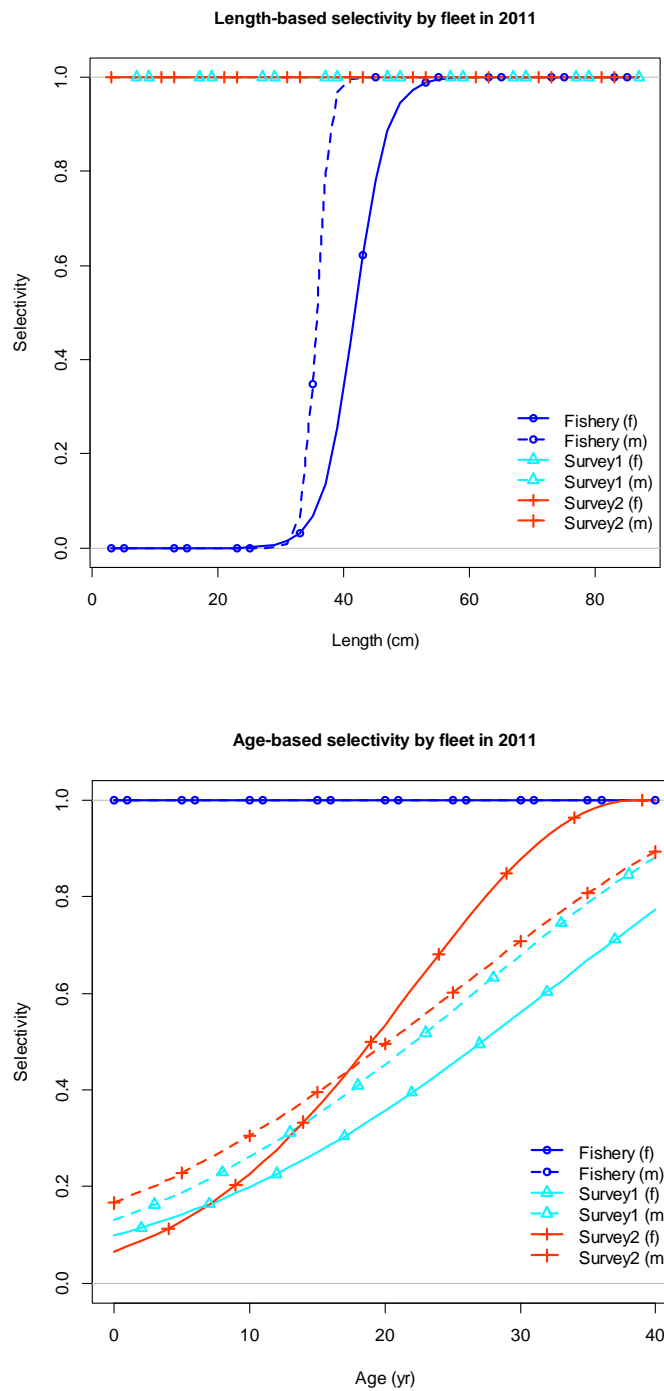 Length-based selectivity by fleet in 2011
1.0
0.8
0.6
0.4
0.2
0.0
Selectivity
Fishery (f)
Fishery (m)
Survey1 (f)
Survey1 (m)
Survey2 (f)
Survey2 (m)
0 20 40 60 80
Length (cm)
Age-based selectivity by fleet in 2011
1.0
0.8
0.6
0.4
0.2
0.0
Selectivity
Fishery (f)
Fishery (m)
Survey1 (f)
Survey1 (m
Survey2 (f)
Survey2 (m
0 10 20 30 40
Age (yr)